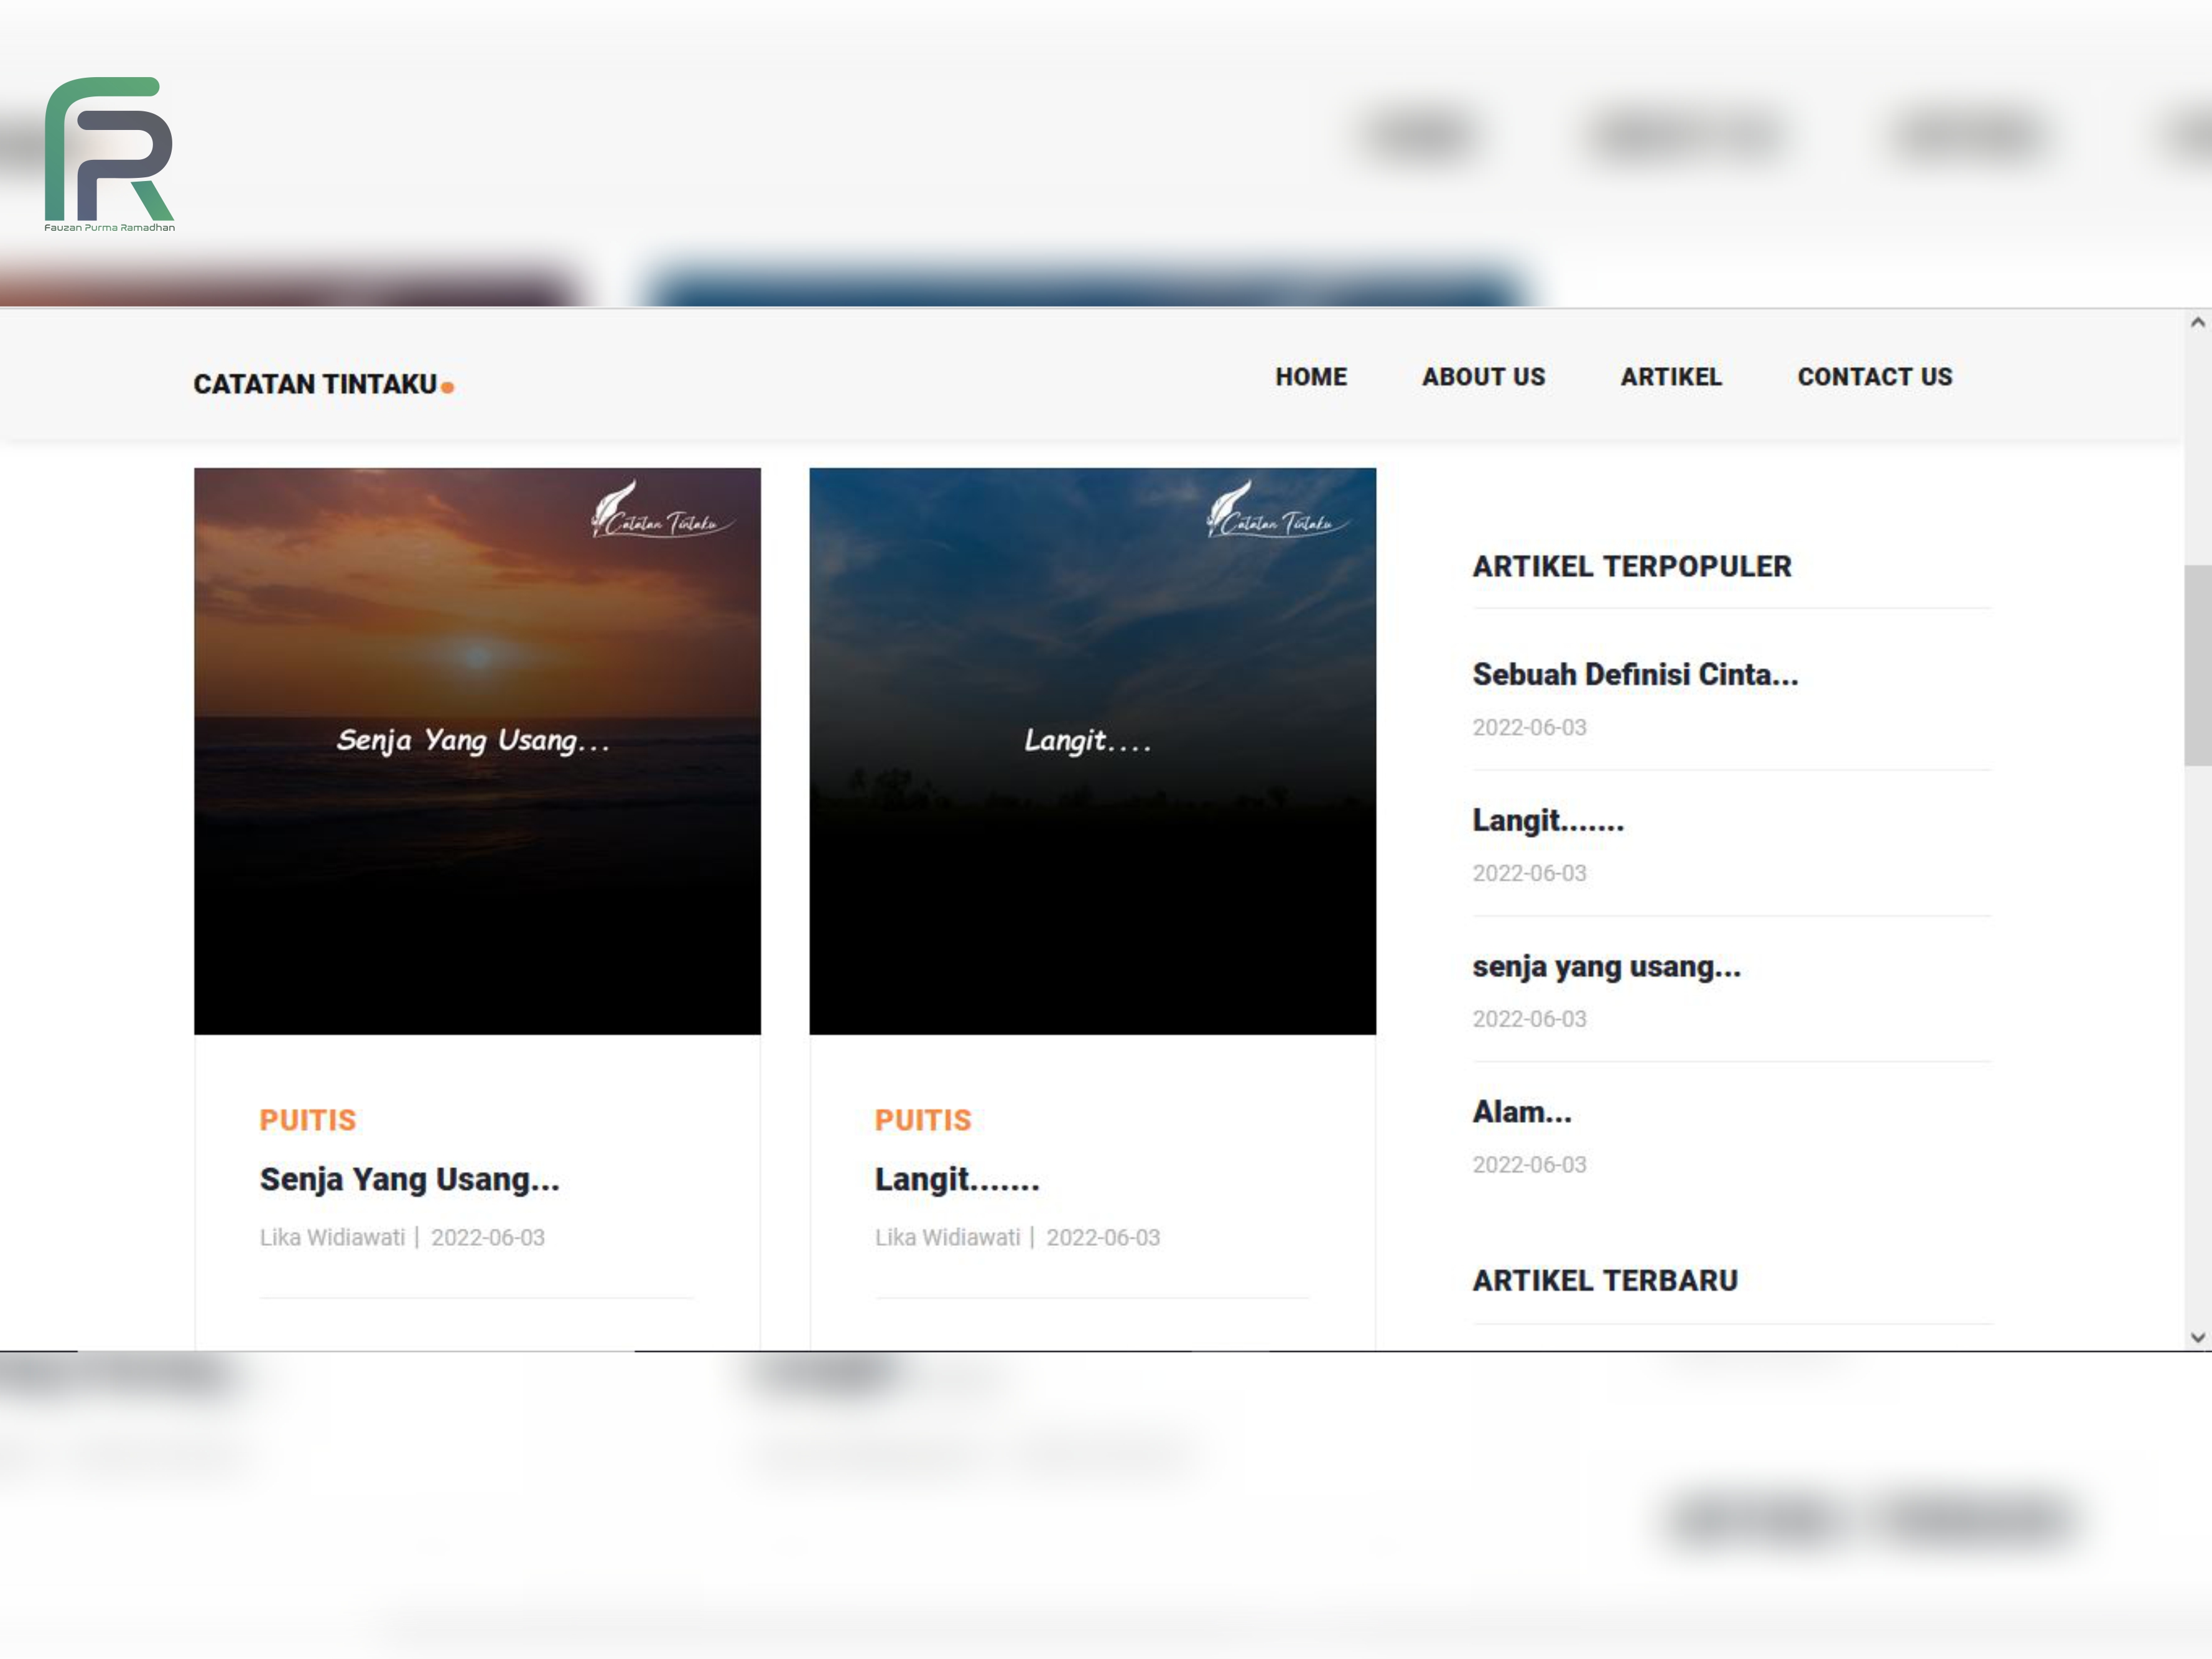 Fauzan Purma Ramadhan
CATATAN TINTAKU
HOME
ABOUT US
ARTIKEL
CONTACT US
Catatan Tintaku
Senja Yang Usang...
PUITIS
Senja Yang Usang...
Lika Widiawati | 2022-06-03
Catatan Tintaku
Langit....
PUITIS
Langit.......
Lika Widiawati | 2022-06-03
ARTIKEL TERPOPULER
Sebuah Definisi Cinta...
2022-06-03
Langit.......
2022-06-03
senja yang usang...
2022-06-03
Alam...
2022-06-03
ARTIKEL TERBARU